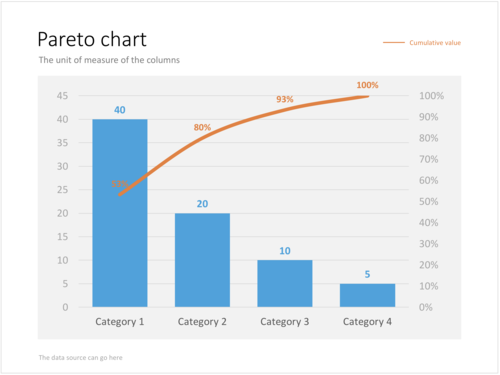 Pareto chart
Cumulative value
The unit of measure of the columns
100%
45 100%
93%
40 40 90%
35 80% 80%
70%
30 60%
25 50%
20 20 40%
15 30%
10 10 20%
5 5 10%
0 0%
Category 1 Category 2 Category 3 Category 4
The data source can go here